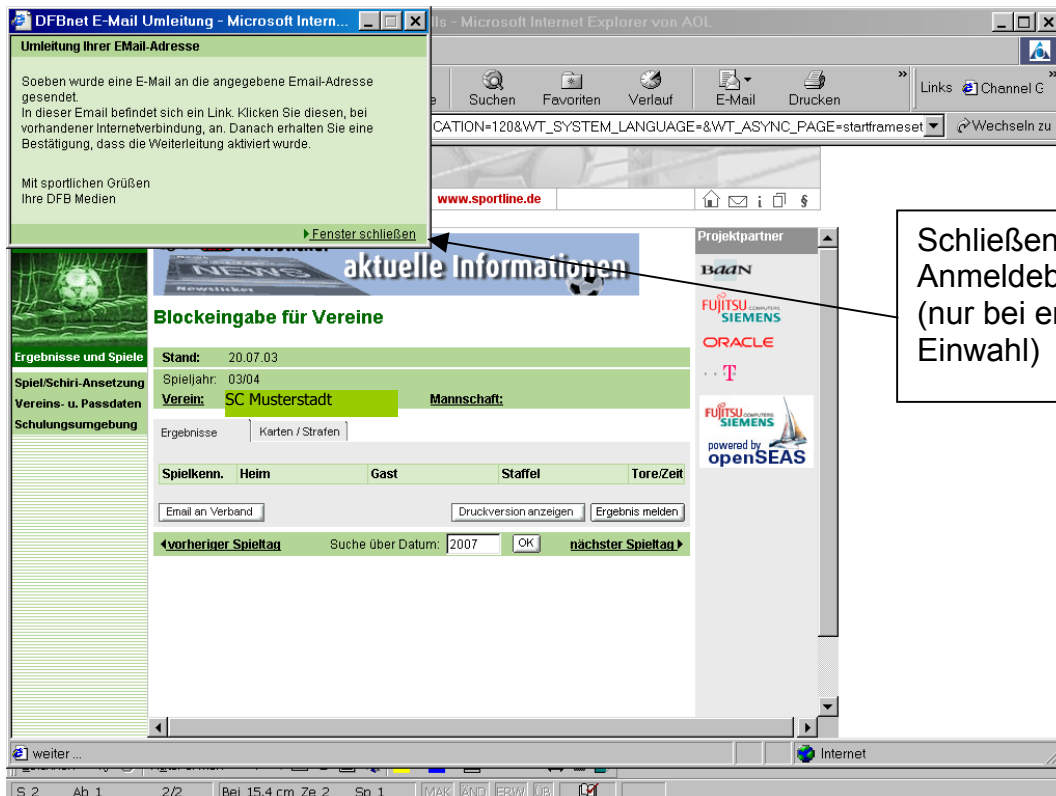 DFBnet E-Mail Umleitung - Microsoft Intern...
ls - Microsoft Internet Explorer von AOL
Umleitung Ihrer EMail-Adresse
Soeben wurde eine E-Mail an die angegebene Email-Adresse
gesendet.
In dieser Email befindet sich ein Link. Klicken Sie diesen, bei
vorhandener Internetverbindung, an. Danach erhalten Sie eine
Bestätigung, dass die Weiterleitung aktiviert wurde.
Mit sportlichen Grüßen
Ihre DFB Medien
Fenster schließen
Suchen Favoriten Verlauf E-Mail Drucken
» Links Channel G »
CATION=120&WT_SYSTEM_LANGUAGE=&WT_ASYNC_PAGE=startframeset
Wechseln zu
www.sportline.de
i §
NEWS
Newsticket
aktuelle Informationen
Blockeingabe für Vereine
Ergebnisse und Spiele
Spiel/Schiri-Ansetzung
Vereins- u. Passdaten
Schulungsumgebung
Stand: 20.07.03
Spieljahr: 03/04
Verein: SC Musterstadt Mannschaft:
Ergebnisse Karten / Strafen
Spielkenn. Heim Gast Staffel Tore/Zeit
Email an Verband Druckversion anzeigen Ergebnis melden
vorheriger Spieltag Suche über Datum: 2007 OK nächster Spieltag
Projektpartner
BaaN
FUJITSU COMPUTERS
SIEMENS
ORACLE
T
FUJITSU COMPUTERS
SIEMENS
powered by
openSEAS
Schließen
Anmeldeb
(nur bei er
Einwahl)
weiter ...
Internet
S 2 Ab 1 2/2 Bei 15,4 cm Ze 2 Sp 1 MAK ÄND ERW ÜB